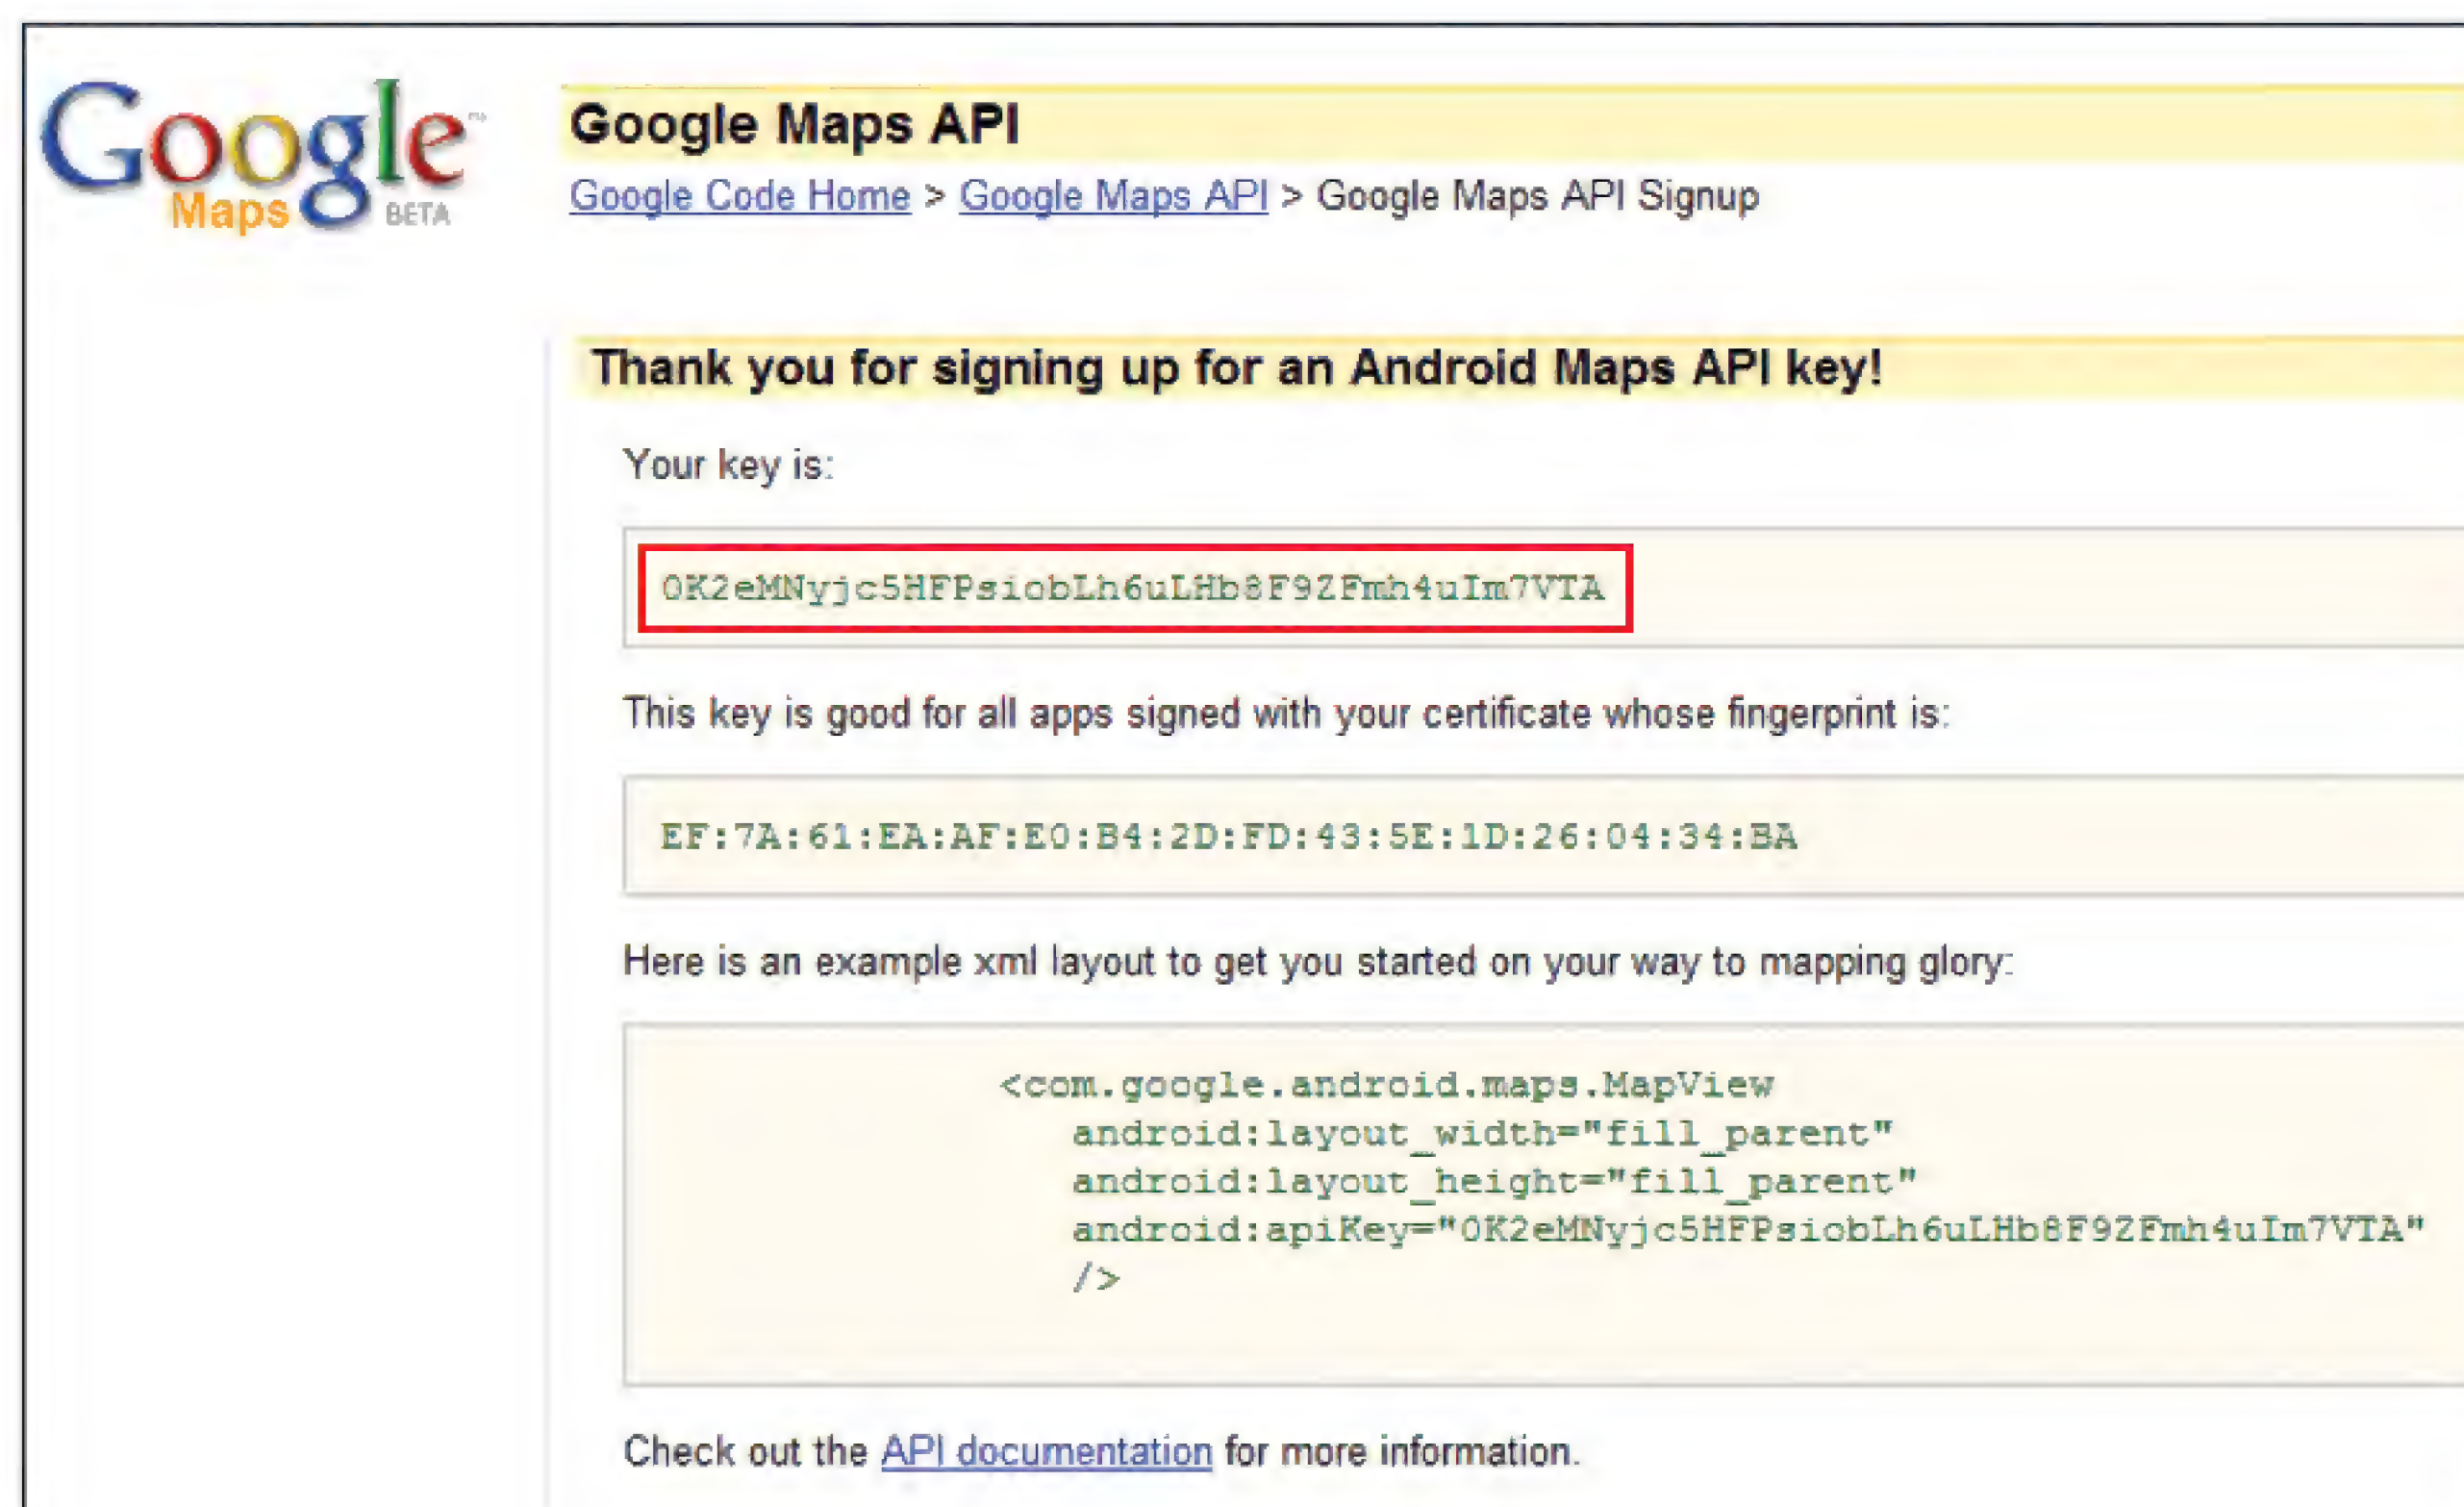 Google™
Maps BETA
Google Maps API
Google Code Home > Google Maps API > Google Maps API Signup
Thank you for signing up for an Android Maps API key!
Your key is:
0K2eMNyjc5HFPsiobLh6uLHb8F9ZFmh4uIm7VTA
This key is good for all apps signed with your certificate whose fingerprint is:
EF:7A:61:EA:AF:E0:B4:2D:FD:43:5E:1D:26:04:34:BA
Here is an example xml layout to get you started on your way to mapping glory:
<com.google.android.maps.MapView
android:layout_width="fill_parent"
android:layout_height="fill_parent"
android:apiKey="0K2eMNyjc5HFPsiobLh6uLHb8F9ZFmh4uIm7VTA"
/>
Check out the API documentation for more information.